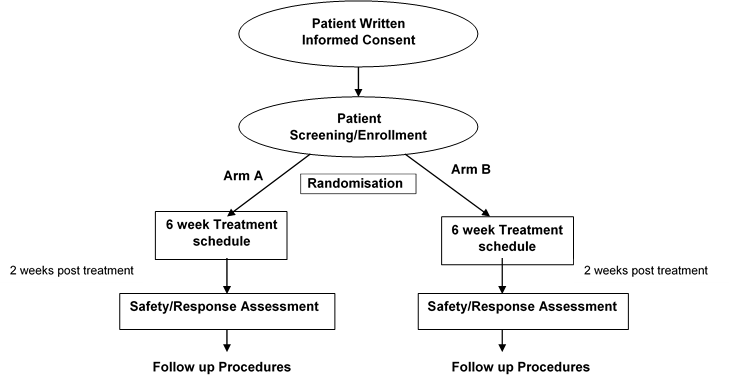 Patient Written
Informed Consent
Patient
Screening/Enrollment
Arm A
Arm B
Randomisation
6 week Treatment
schedule
6 week Treatment
schedule
2 weeks post treatment
2 weeks post treatment
Safety/Response Assessment
Safety/Response Assessment
Follow up Procedures
Follow up Procedures